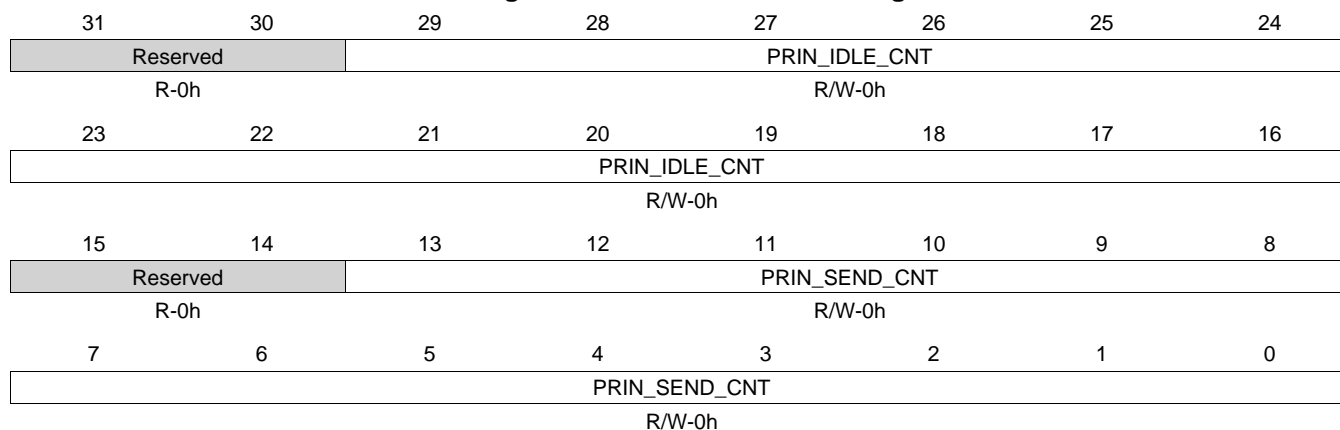 31 30 29 28 27 26 25 24
Reserved PRIN_IDLE_CNT
R-0h R/W-0h
23 22 21 20 19 18 17 16
PRIN_IDLE_CNT
R/W-0h
15 14 13 12 11 10 9 8
Reserved PRIN_SEND_CNT
R-0h R/W-0h
7 6 5 4 3 2 1 0
PRIN_SEND_CNT
R/W-0h